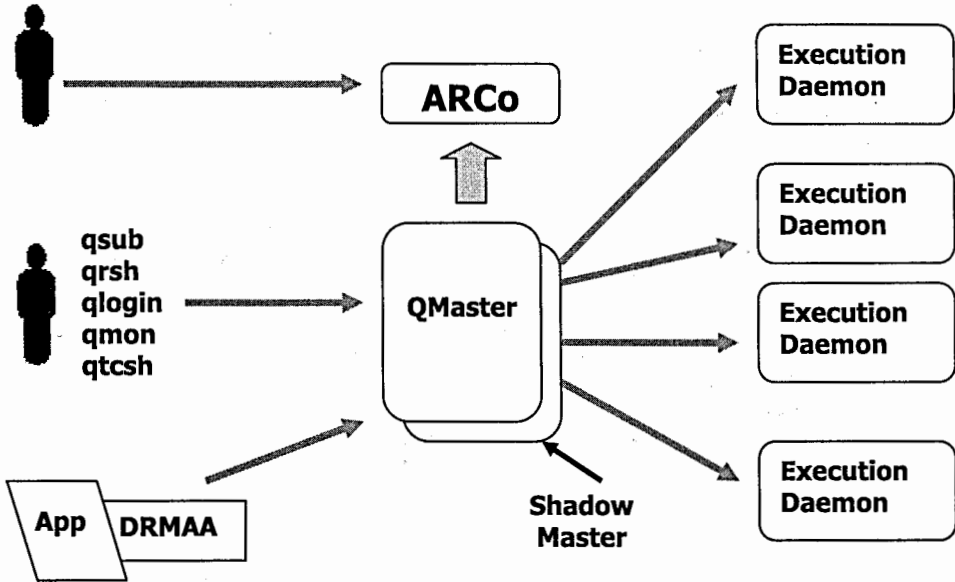 ARCo
Execution
Daemon
Execution
Daemon
qsub
qrsh
qlogin
qmon
qtcsh
QMaster
Execution
Daemon
Shadow
Master
Execution
Daemon
App
DRMAA